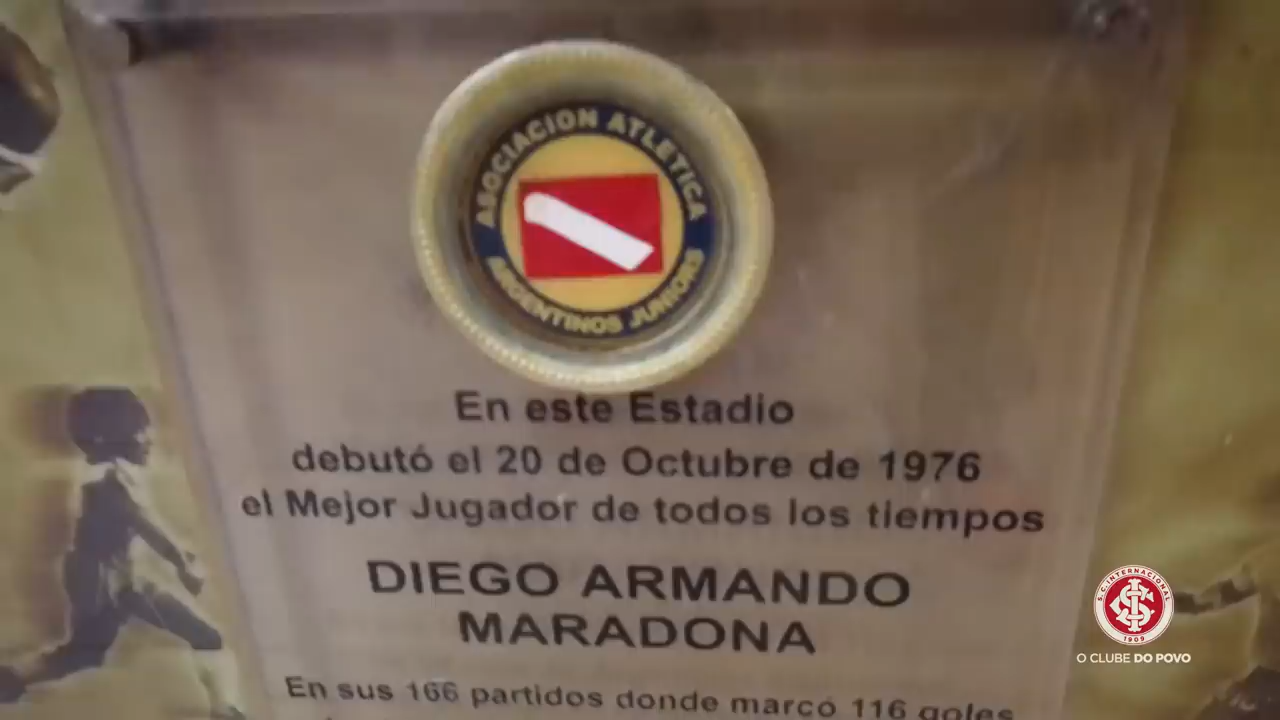 ASOCIACION ATLETICA
ARGENTINOS JUNIORS
En este Estadio
debutó el 20 de Octubre de 1976
el Mejor Jugador de todos los tiempos
DIEGO ARMANDO
MARADONA
En sus 166 partidos donde marcó 116 goles
S.C. INTERNACIONAL
1909
O CLUBE DO POVO